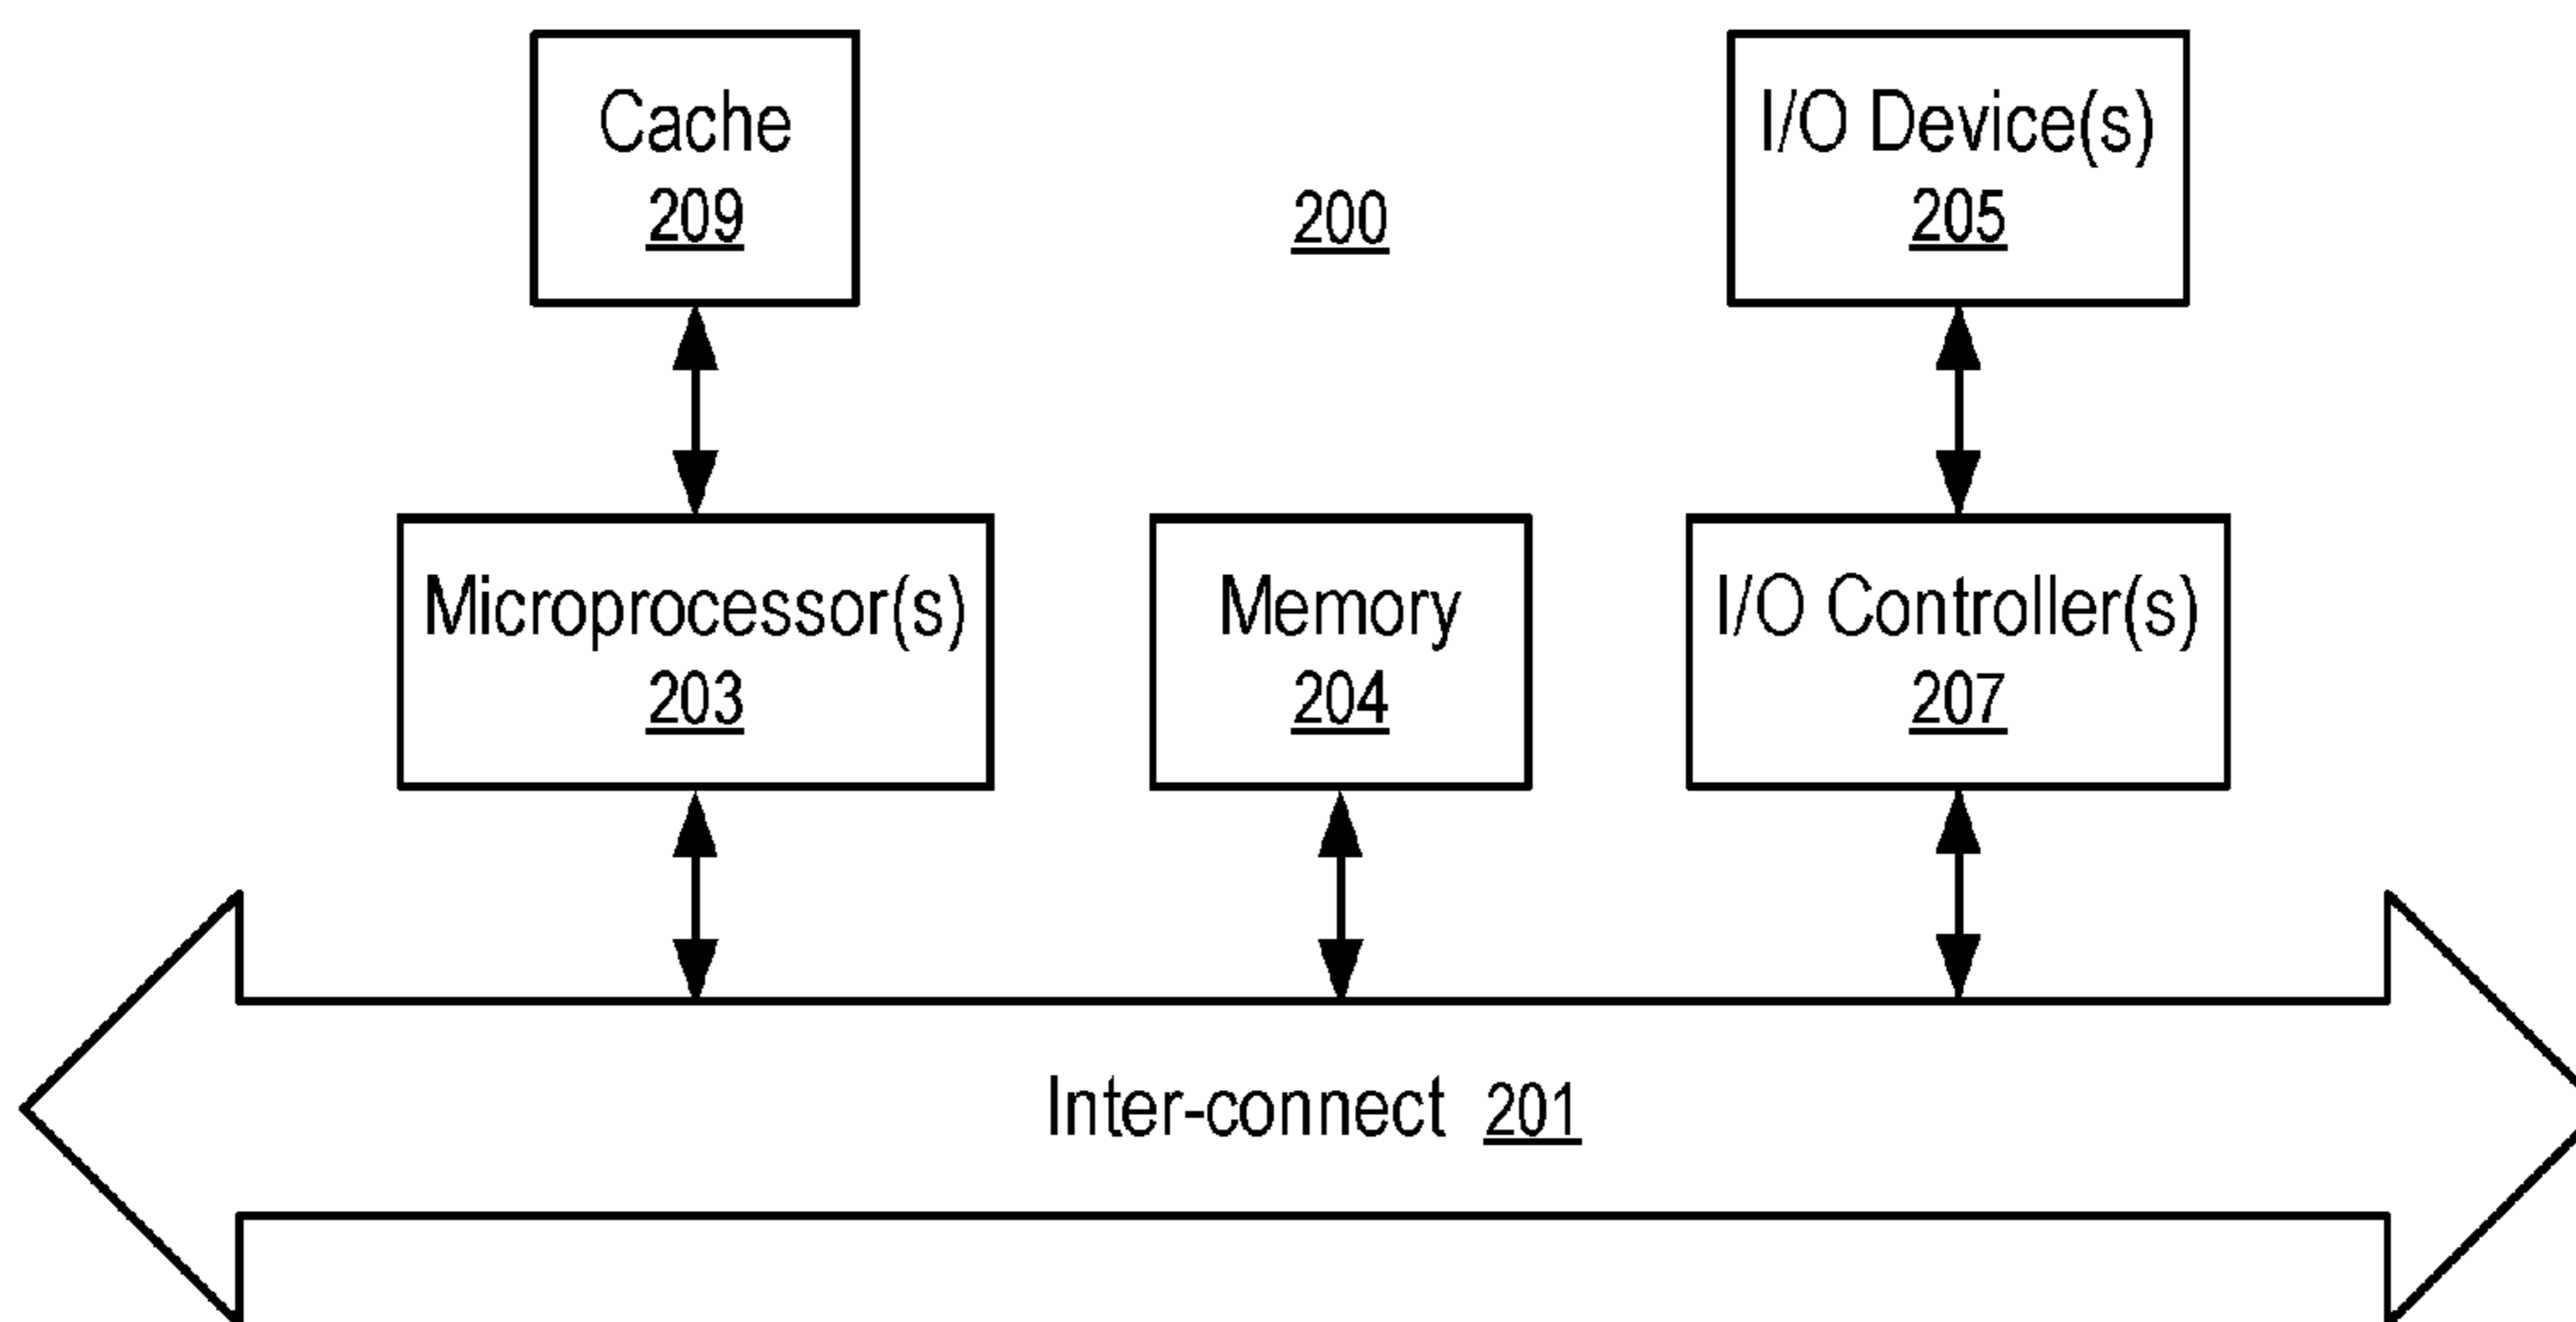 Cache
209
200
I/O Device(s)
205
Microprocessor(s)
203
Memory
204
I/O Controller(s)
207
Inter-connect 201